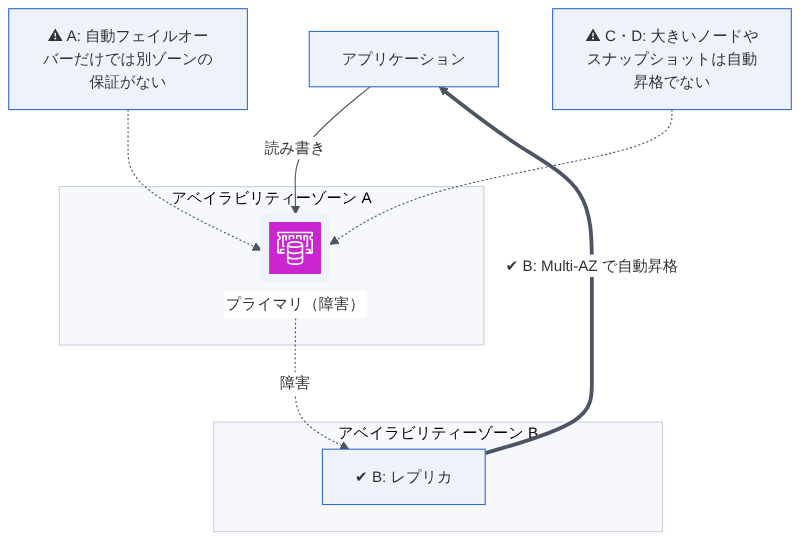 ⚠ A: 自動フェイルオー
バーだけでは別ゾーンの
保証がない
アプリケーション
⚠ C・D: 大きいノードや
スナップショットは自動
昇格でない
読み書き
アベイラビリティーゾーン A
✔ B: Multi-AZ で自動昇格
プライマリ（障害）
障害
アベイラビリティーゾーン B
✔ B: レプリカ